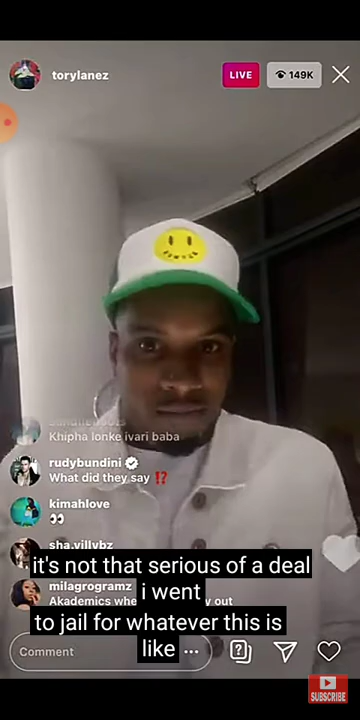 torylanez
LIVE
149K
Khipha lonke ivari baba
rudybundini
What did they say ⁉️
kimahlove
👀
sha.villybz
it's not that serious of a deal
i went
milagrogramz
Akademics whe
y out
to jail for whatever this is
like
Comment
SUBSCRIBE